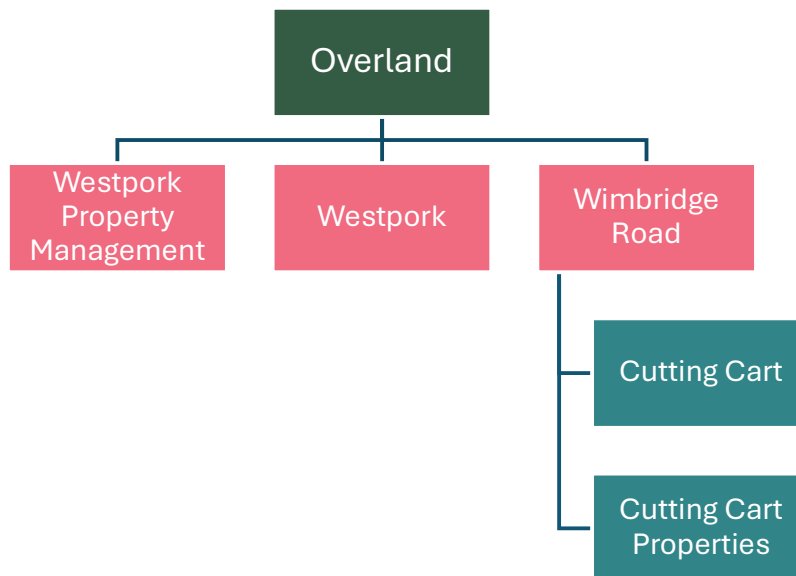 Overland
Westpork
Property
Management
Westpork
Wimbridge
Road
Cutting Cart
Cutting Cart
Properties